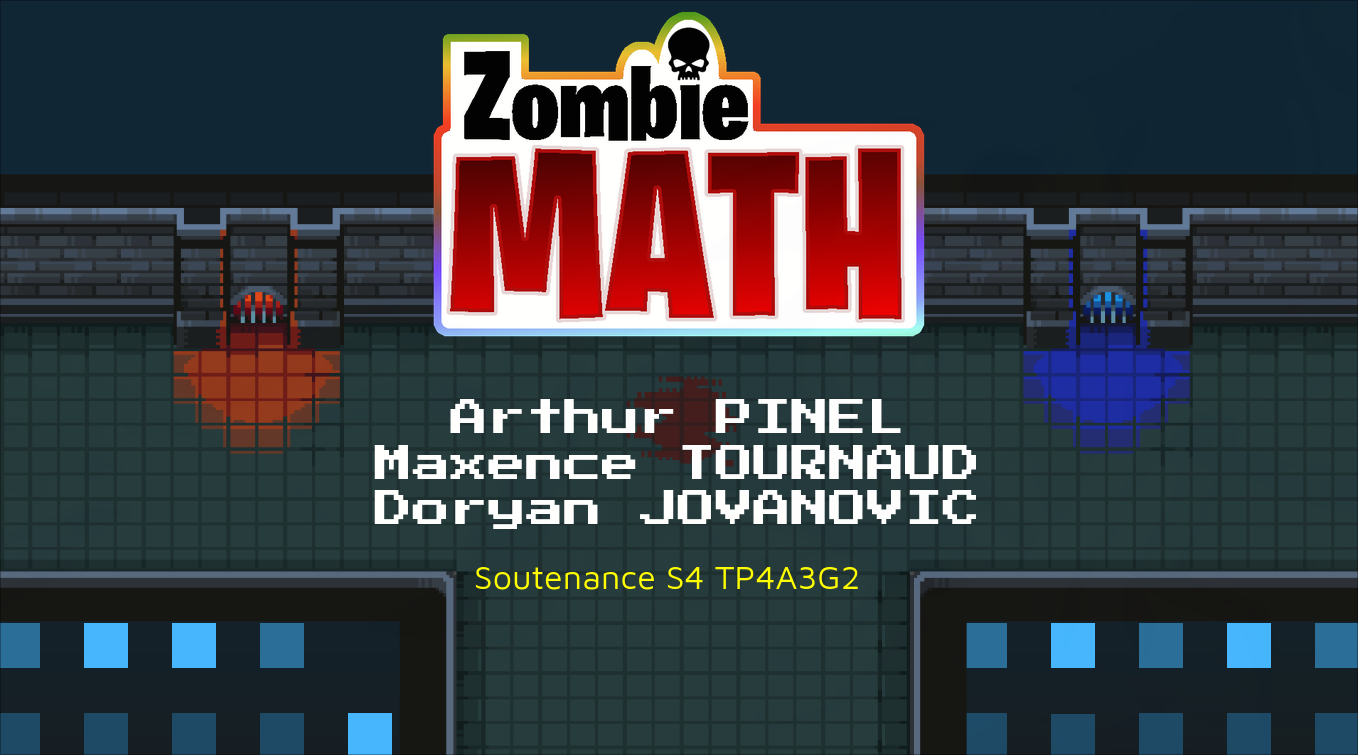 Zombie
MATH
Arthur PINEL
Maxence TOURNAUD
Doryan JOVANOVIC
Soutenance S4 TP4A3G2